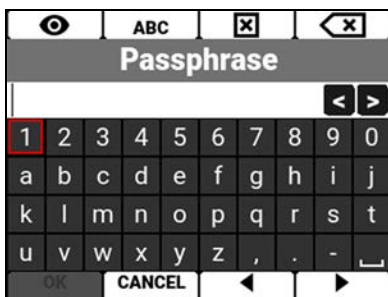 ABC
Passphrase
< >
1 2 3 4 5 6 7 8 9 0
a b c d e f g h i j
k l m n o p q r s t
u v w x y z , . -
OK CANCEL